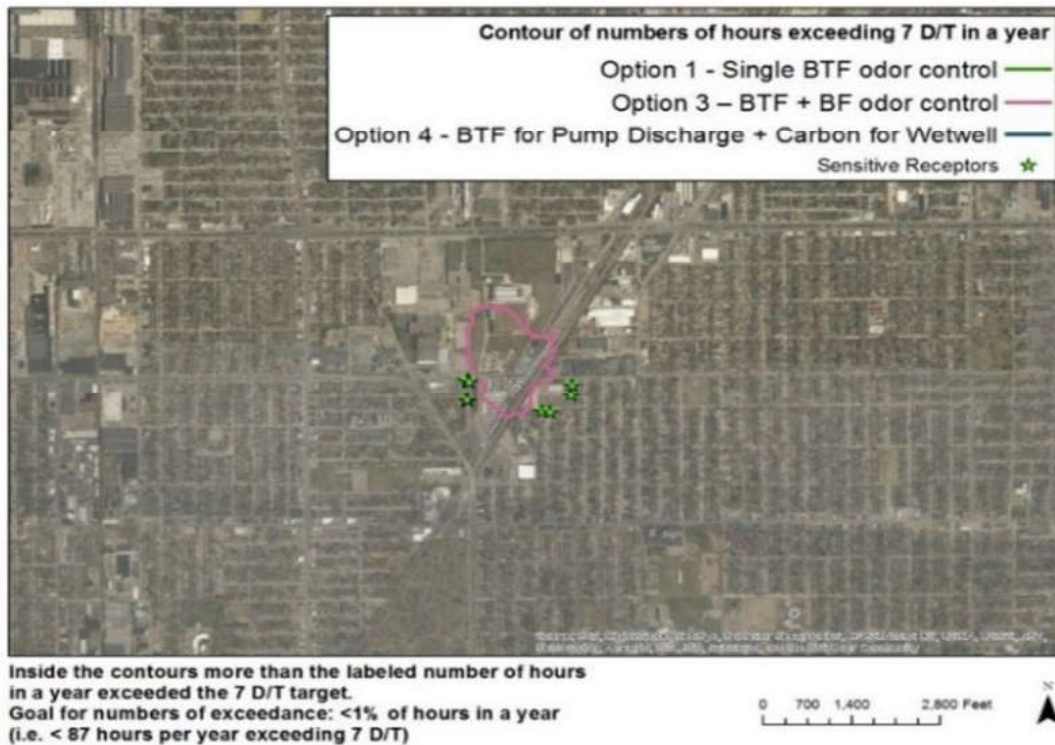 Contour of numbers of hours exceeding 7 D/T in a year
Option 1 - Single BTF odor control
Option 3 – BTF + BF odor control
Option 4 - BTF for Pump Discharge + Carbon for Wetwell
Sensitive Receptors
Inside the contours more than the labeled number of hours
in a year exceeded the 7 D/T target.
Goal for numbers of exceedance: <1% of hours in a year
(i.e. < 87 hours per year exceeding 7 D/T)
0 700 1,400 2,800 Feet
N